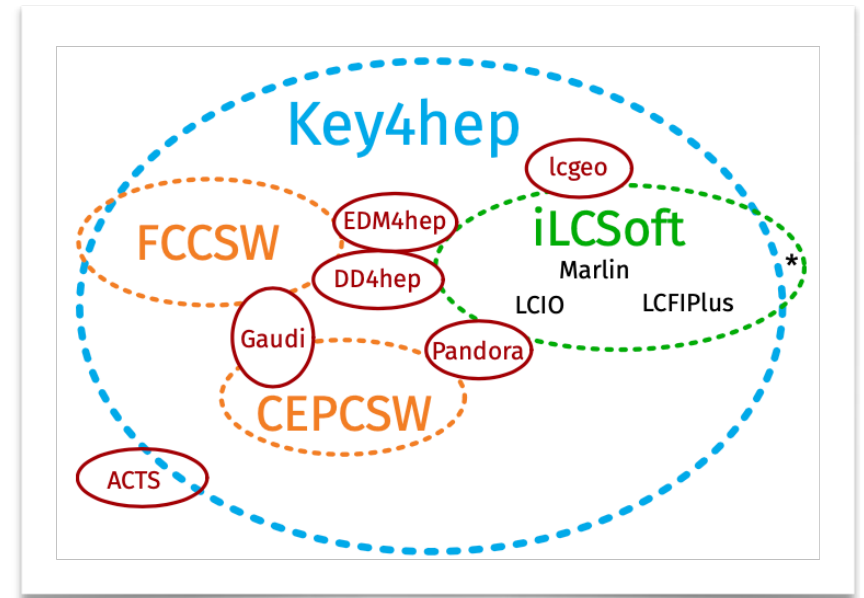 Key4hep
lcgeo
EDM4hep
FCCSW
iLCSoft
Marlin
*
DD4hep
LCIO
LCFIPlus
Gaudi
Pandora
CEPCSW
ACTS